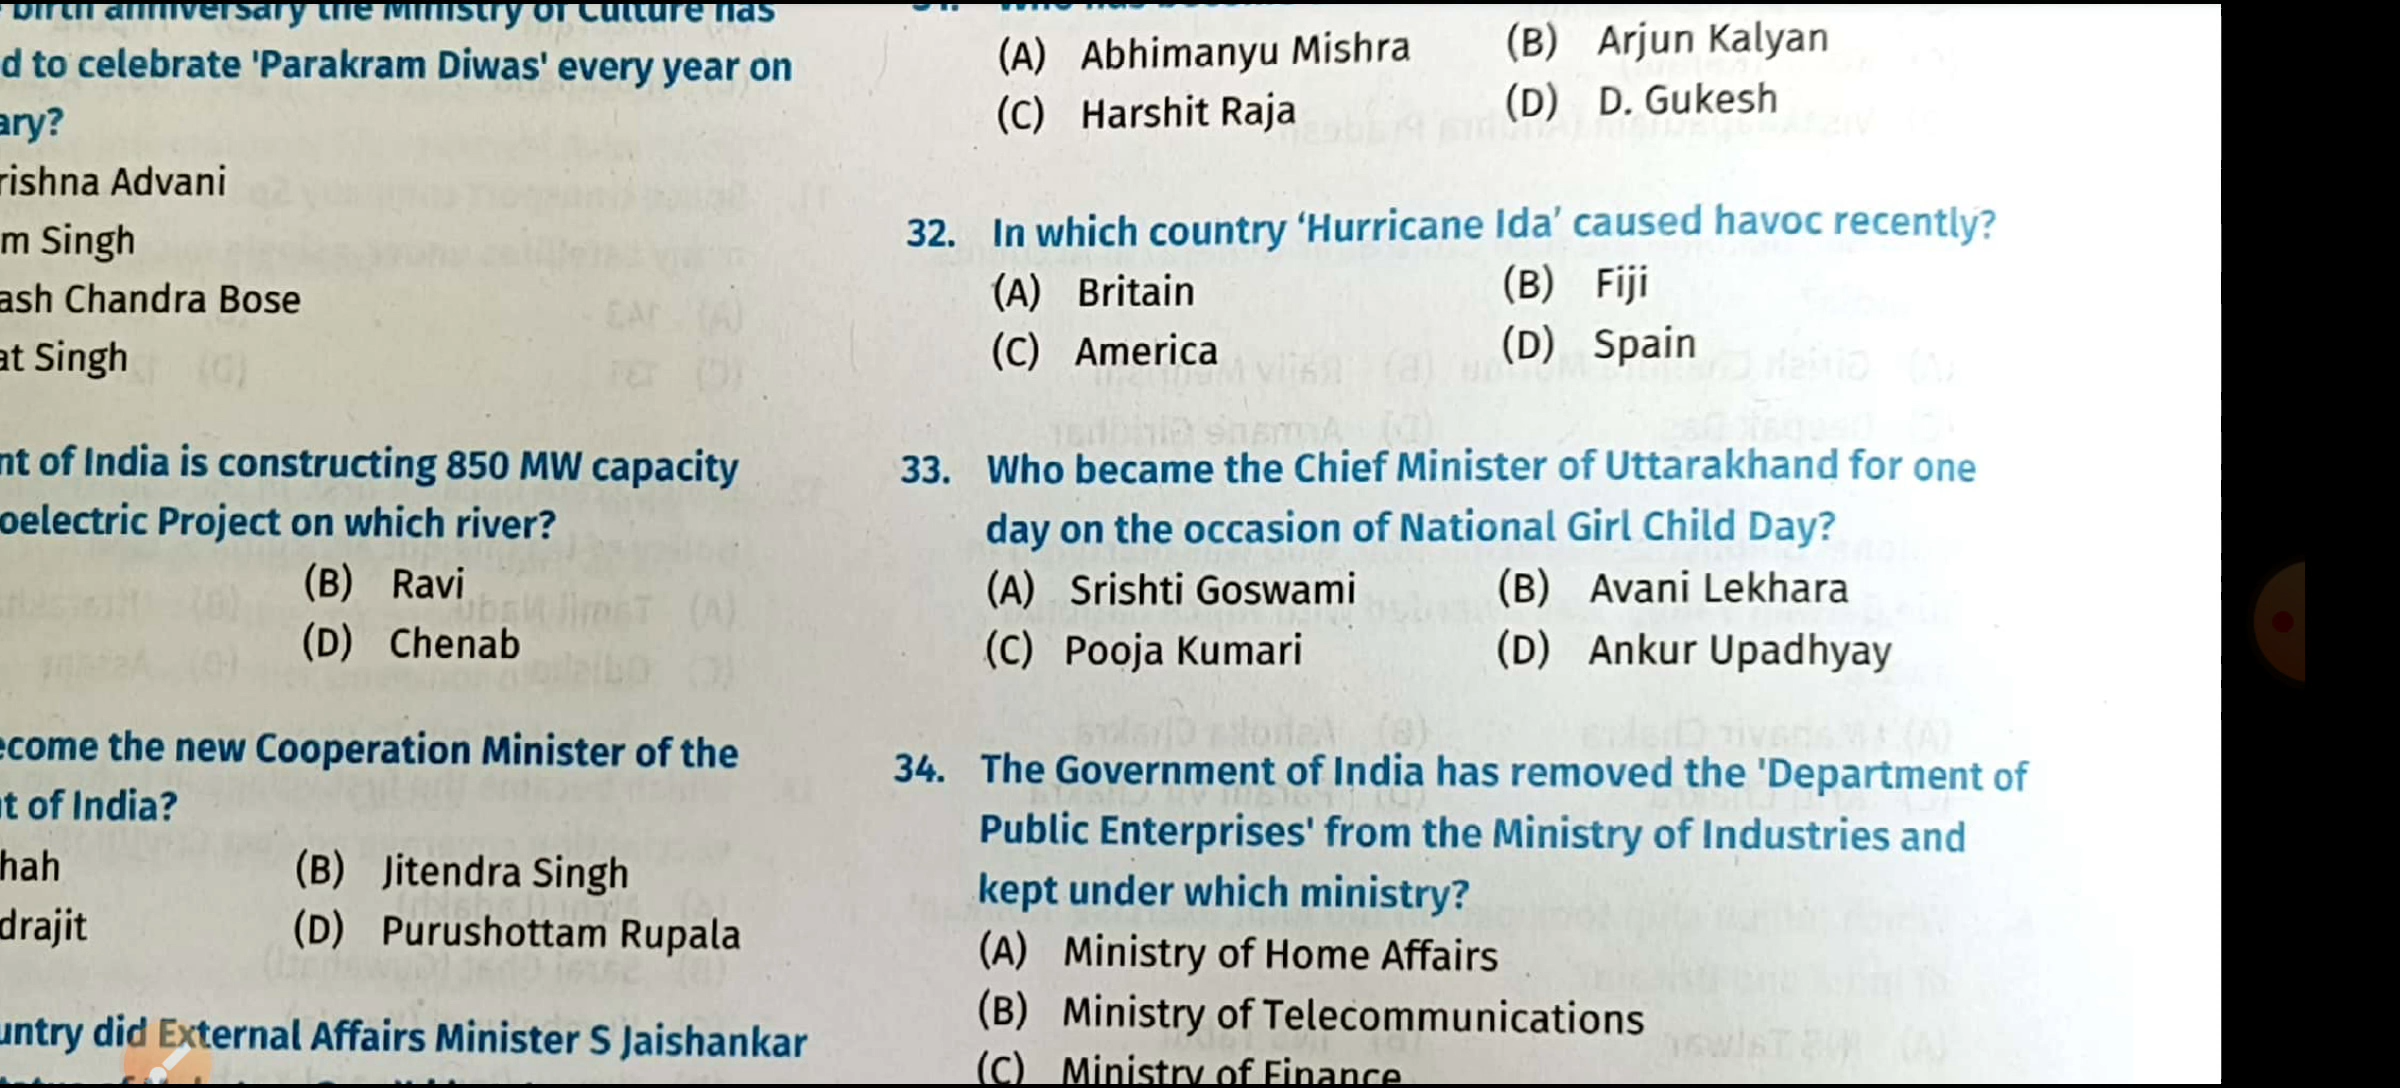 birth anniversary the Ministry of Culture has
d to celebrate 'Parakram Diwas' every year on
ary?
rishna Advani
m Singh
ash Chandra Bose
at Singh
nt of India is constructing 850 MW capacity
oelectric Project on which river?
(B) Ravi
(D) Chenab
ecome the new Cooperation Minister of the
t of India?
hah (B) Jitendra Singh
drajit (D) Purushottam Rupala
untry did External Affairs Minister S Jaishankar
(A) Abhimanyu Mishra (B) Arjun Kalyan
(C) Harshit Raja (D) D. Gukesh
32. In which country ‘Hurricane Ida’ caused havoc recently?
(A) Britain (B) Fiji
(C) America (D) Spain
33. Who became the Chief Minister of Uttarakhand for one
day on the occasion of National Girl Child Day?
(A) Srishti Goswami (B) Avani Lekhara
(C) Pooja Kumari (D) Ankur Upadhyay
34. The Government of India has removed the 'Department of
Public Enterprises' from the Ministry of Industries and
kept under which ministry?
(A) Ministry of Home Affairs
(B) Ministry of Telecommunications
(C) Ministry of Finance